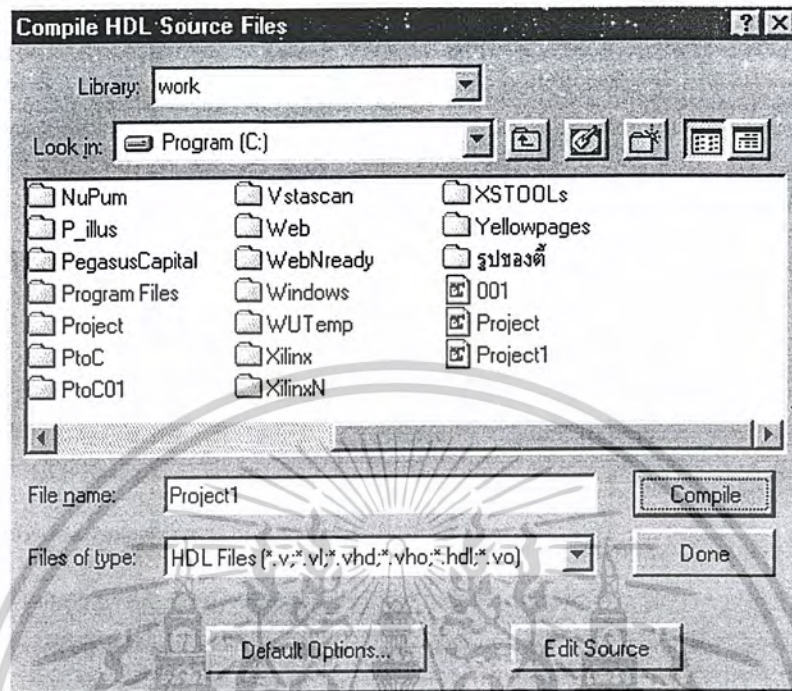 Compile HDL Source Files
Library: work
Look in: Program (C:)
NuPum
P_illus
PegasusCapital
Program Files
Project
PtoC
PtoC01
Vstascan
Web
WebNready
Windows
WUTemp
Xilinx
XilinxN
XSTOOLs
Yellowpages
รูปของตี้
001
Project
Project1
File name: Project1
Compile
Files of type: HDL Files (*.v;*.vl;*.vhd;*.vho;*.hdl;*.vo)
Done
Default Options...
Edit Source